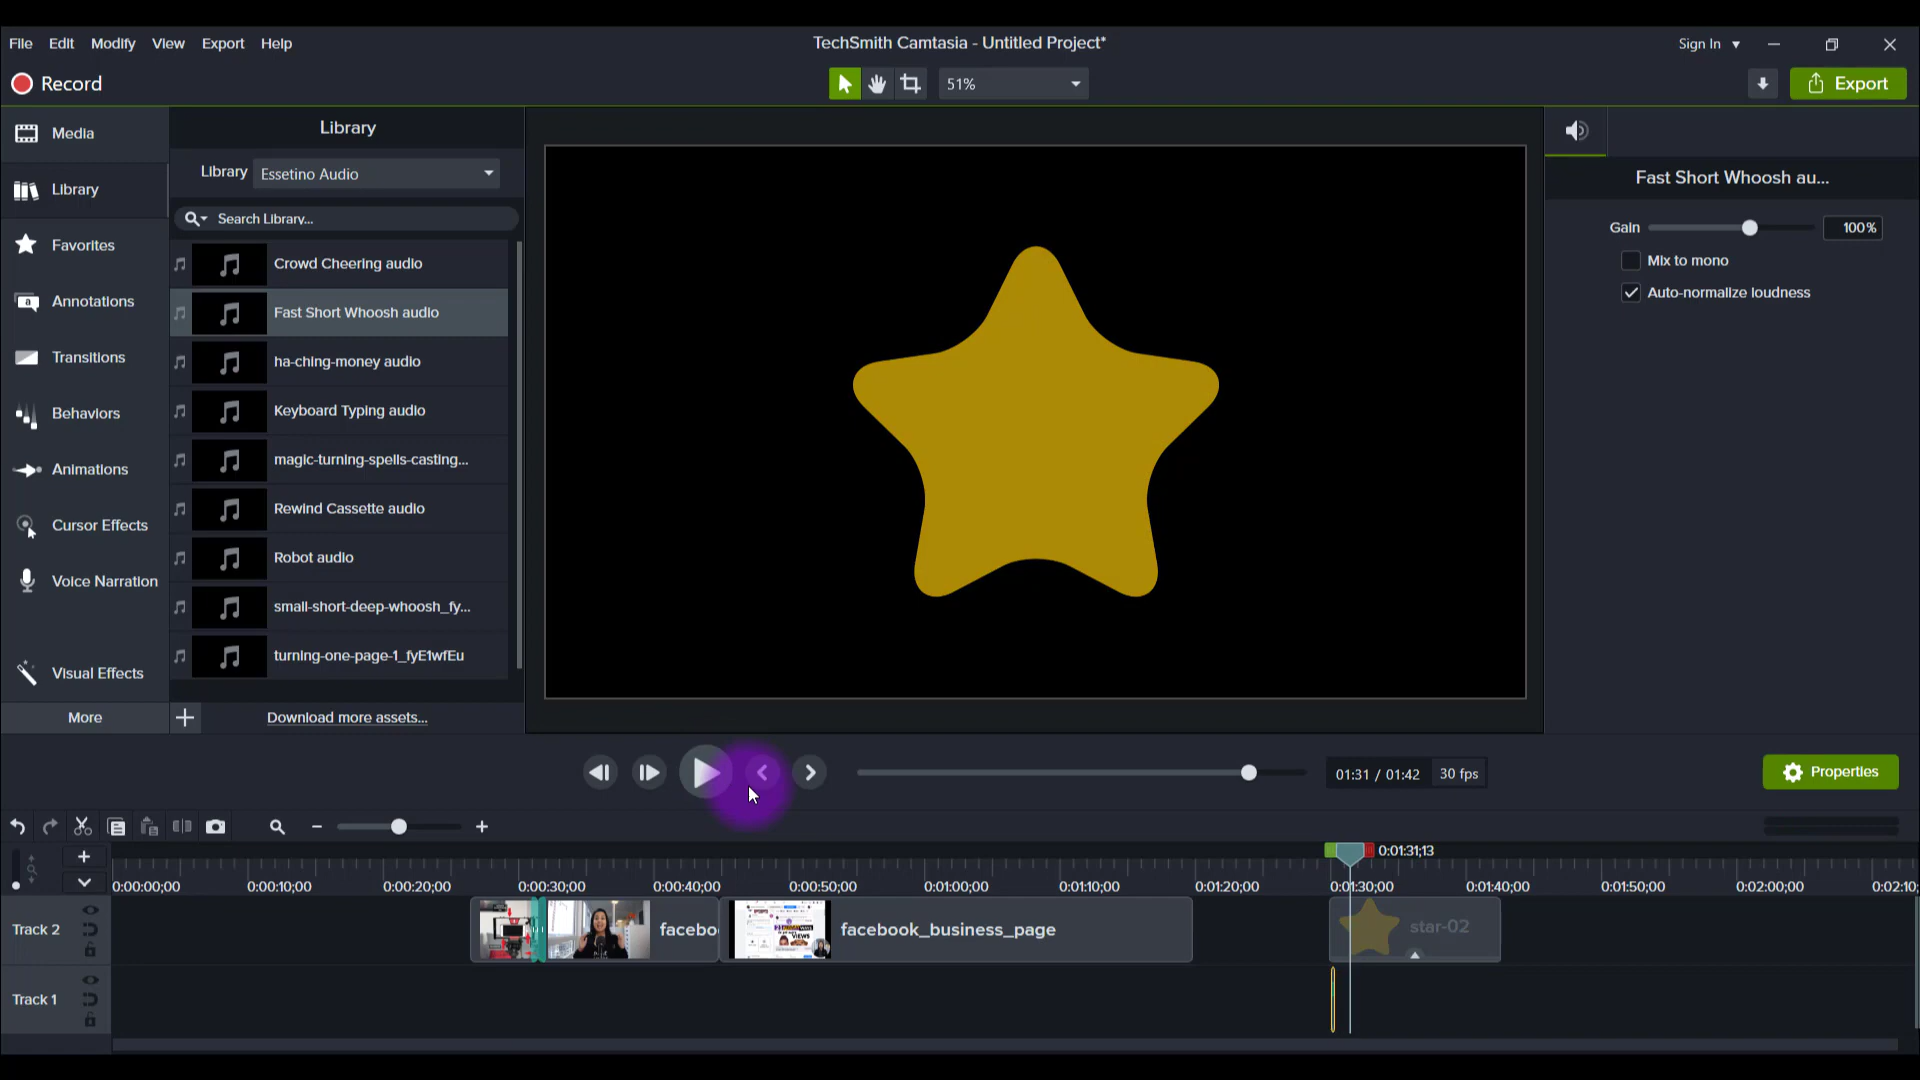 File Edit Modify View Export Help
TechSmith Camtasia - Untitled Project*
Sign In
Record
51%
Export
Media
Library
Favorites
Annotations
Transitions
Behaviors
Animations
Cursor Effects
Voice Narration
Visual Effects
More
Library
Library Essetino Audio
Search Library...
Crowd Cheering audio
Fast Short Whoosh audio
ha-ching-money audio
Keyboard Typing audio
magic-turning-spells-casting...
Rewind Cassette audio
Robot audio
small-short-deep-whoosh_fy...
turning-one-page-1_fyE1wfEu
Download more assets...
Fast Short Whoosh au...
Gain 100%
Mix to mono
Auto-normalize loudness
01:31 / 01:42 30 fps
Properties
0:01:31;13
0:00:00;00 0:00:10;00 0:00:20;00 0:00:30;00 0:00:40;00 0:00:50;00 0:01:00;00 0:01:10;00 0:01:20;00 0:01:30;00 0:01:40;00 0:01:50;00 0:02:00;00 0:02:10;
Track 2
facebo
facebook_business_page
star-02
Track 1